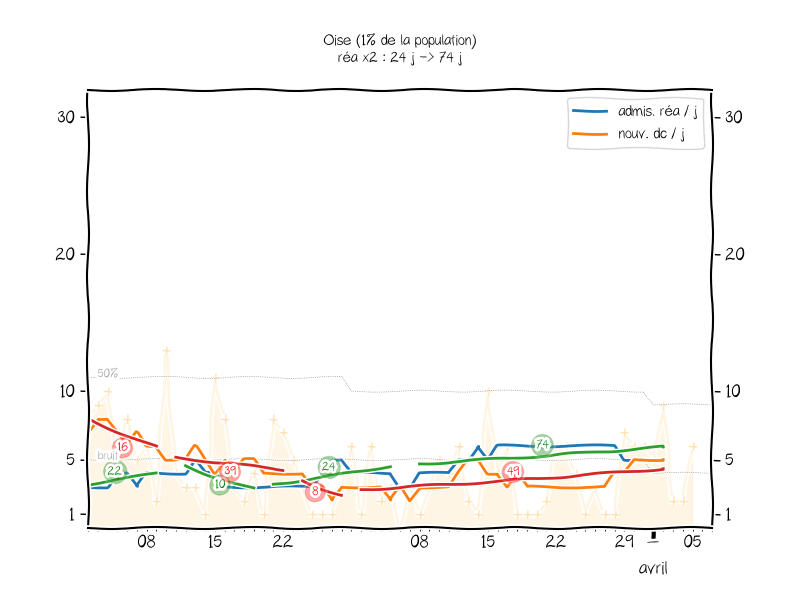 Oise (1% de la population)
réa x2 : 24 j -> 74 j
admis. réa / j
nouv. dc / j
30 30
20 20
10 10
5 5
1 1
50%
bruit
22 16 10 39 24 8 49 74
08 15 22 08 15 22 29 1 05
avril